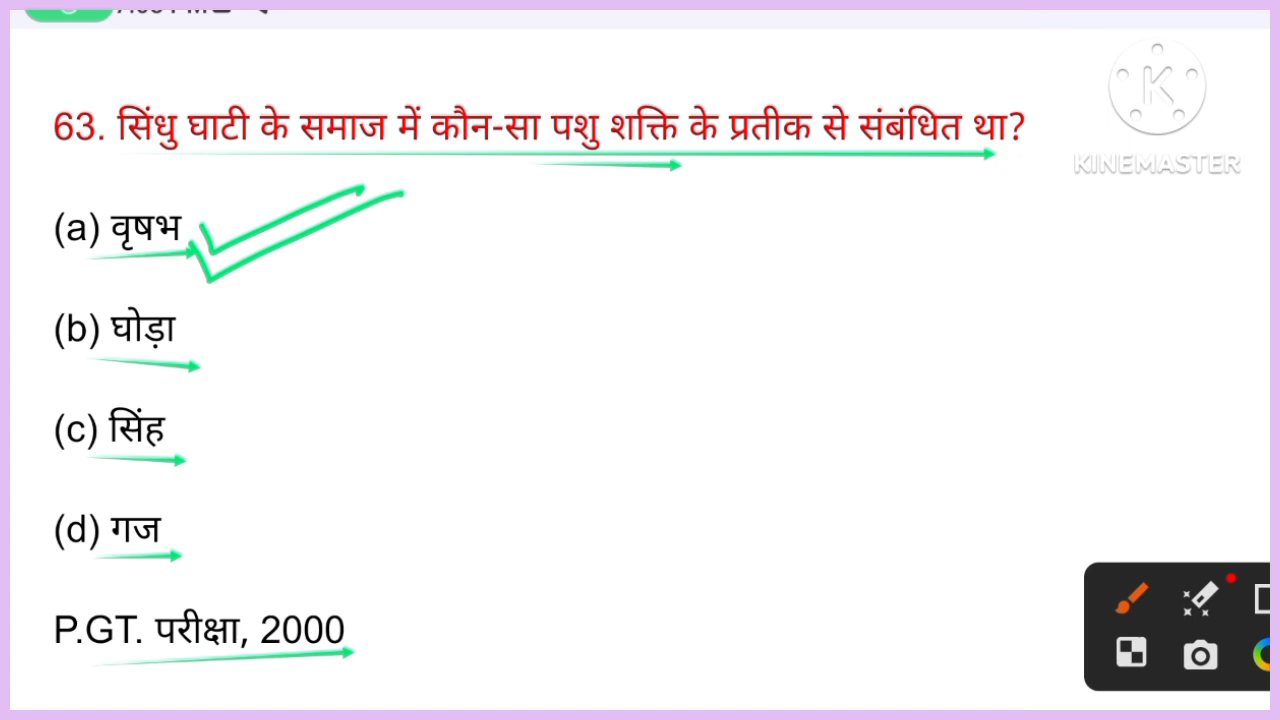 63. सिंधु घाटी के समाज में कौन-सा पशु शक्ति के प्रतीक से संबंधित था?
KINEMASTER
(a) वृषभ
(b) घोड़ा
(c) सिंह
(d) गज
P.GT. परीक्षा, 2000